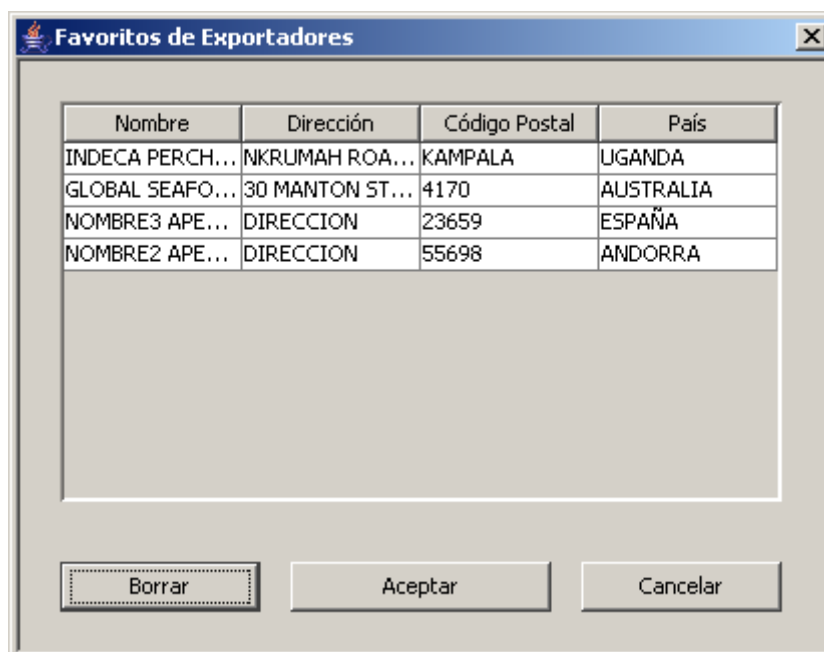 Favoritos de Exportadores
Nombre Dirección Código Postal País
INDECA PERCH... NKRUMAH ROA... KAMPALA UGANDA
GLOBAL SEAFO... 30 MANTON ST... 4170 AUSTRALIA
NOMBRE3 APE... DIRECCION 23659 ESPAÑA
NOMBRE2 APE... DIRECCION 55698 ANDORRA
Borrar Aceptar Cancelar